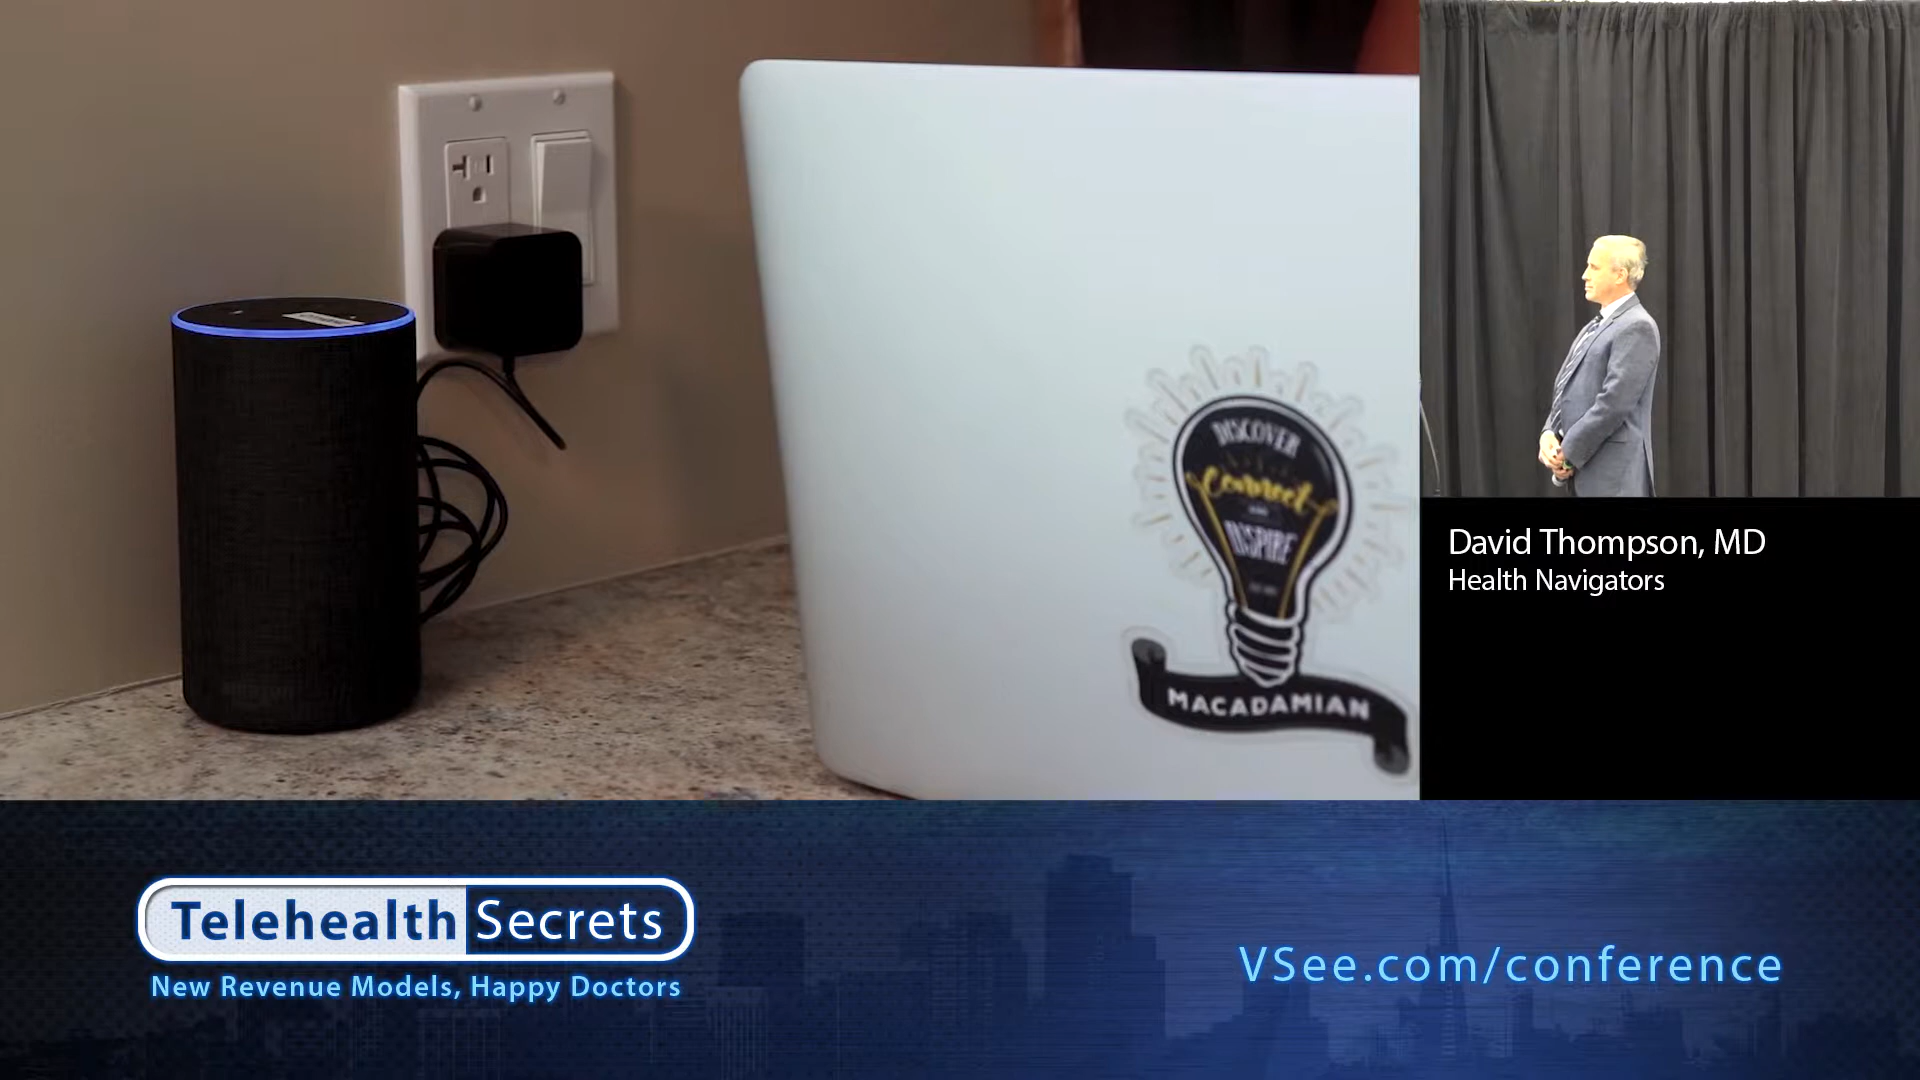 DISCOVER
Connect
INSPIRE
MACADAMIAN
David Thompson, MD
Health Navigators
Telehealth Secrets
New Revenue Models, Happy Doctors
VSee.com/conference